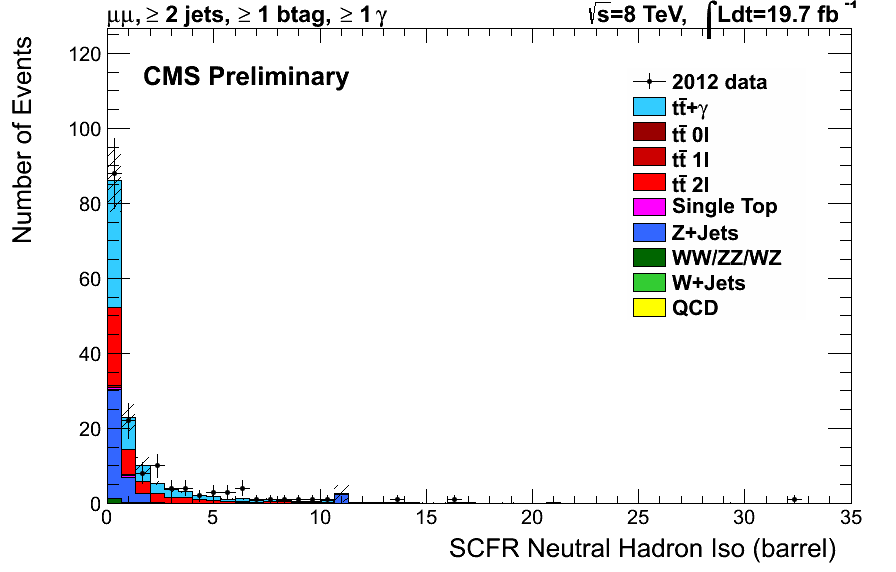 μμ, ≥ 2 jets, ≥ 1 btag, ≥ 1 γ
√s=8 TeV, ∫Ldt=19.7 fb⁻¹
CMS Preliminary
Number of Events
120
100
80
60
40
20
0
2012 data
tt̄+γ
tt̄ 0l
tt̄ 1l
tt̄ 2l
Single Top
Z+Jets
WW/ZZ/WZ
W+Jets
QCD
0 5 10 15 20 25 30 35
SCFR Neutral Hadron Iso (barrel)